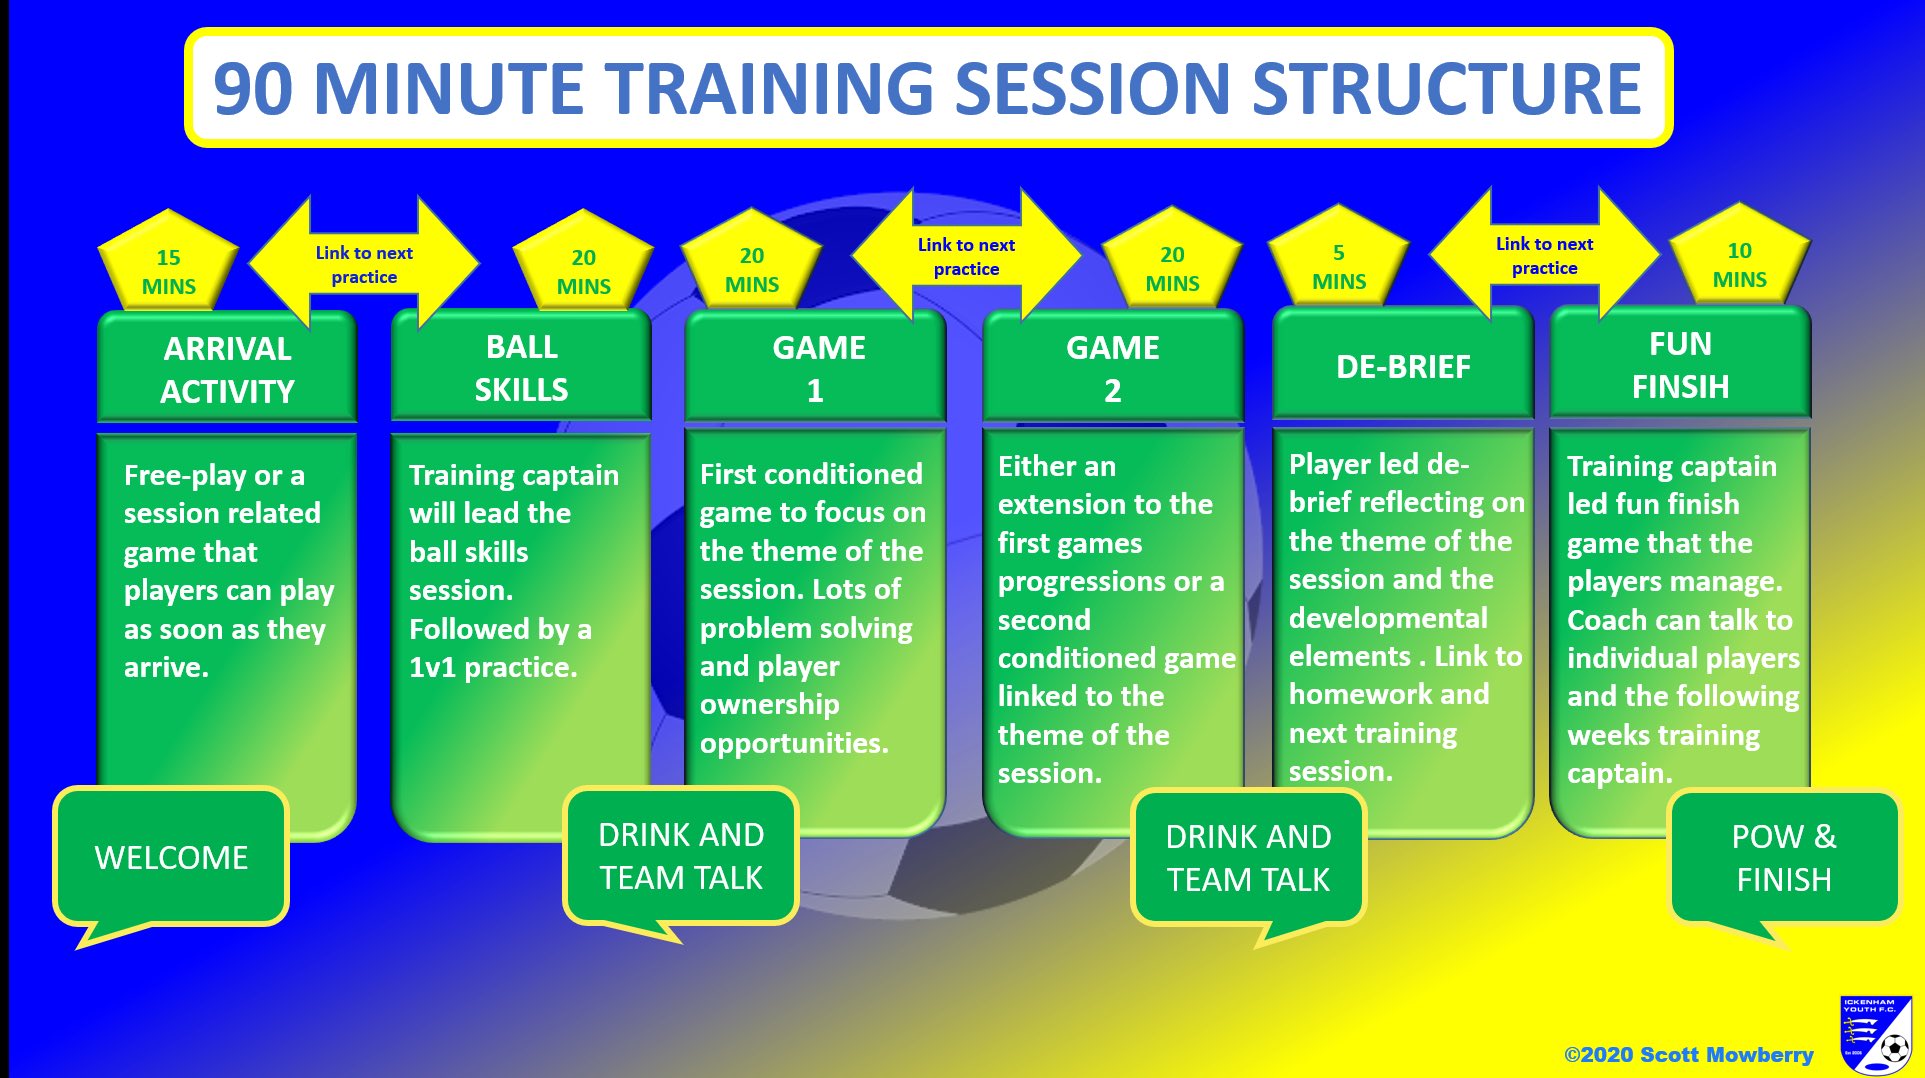 90 MINUTE TRAINING SESSION STRUCTURE
15
MINS
Link to next
practice
20
MINS
20
MINS
Link to next
practice
20
MINS
5
MINS
Link to next
practice
10
MINS
ARRIVAL
ACTIVITY
Free-play or a
session related
game that
players can play
as soon as they
arrive.
WELCOME
BALL
SKILLS
Training captain
will lead the
ball skills
session.
Followed by a
1v1 practice.
DRINK AND
TEAM TALK
GAME
1
First conditioned
game to focus on
the theme of the
session. Lots of
problem solving
and player
ownership
opportunities.
GAME
2
Either an
extension to the
first games
progressions or a
second
conditioned game
linked to the
theme of the
session.
DRINK AND
TEAM TALK
DE-BRIEF
Player led de-
brief reflecting on
the theme of the
session and the
developmental
elements . Link to
homework and
next training
session.
FUN
FINSIH
Training captain
led fun finish
game that the
players manage.
Coach can talk to
individual players
and the following
weeks training
captain.
POW &
FINISH
©2020 Scott Mowberry
ICKENHAM
YOUTH F.C.